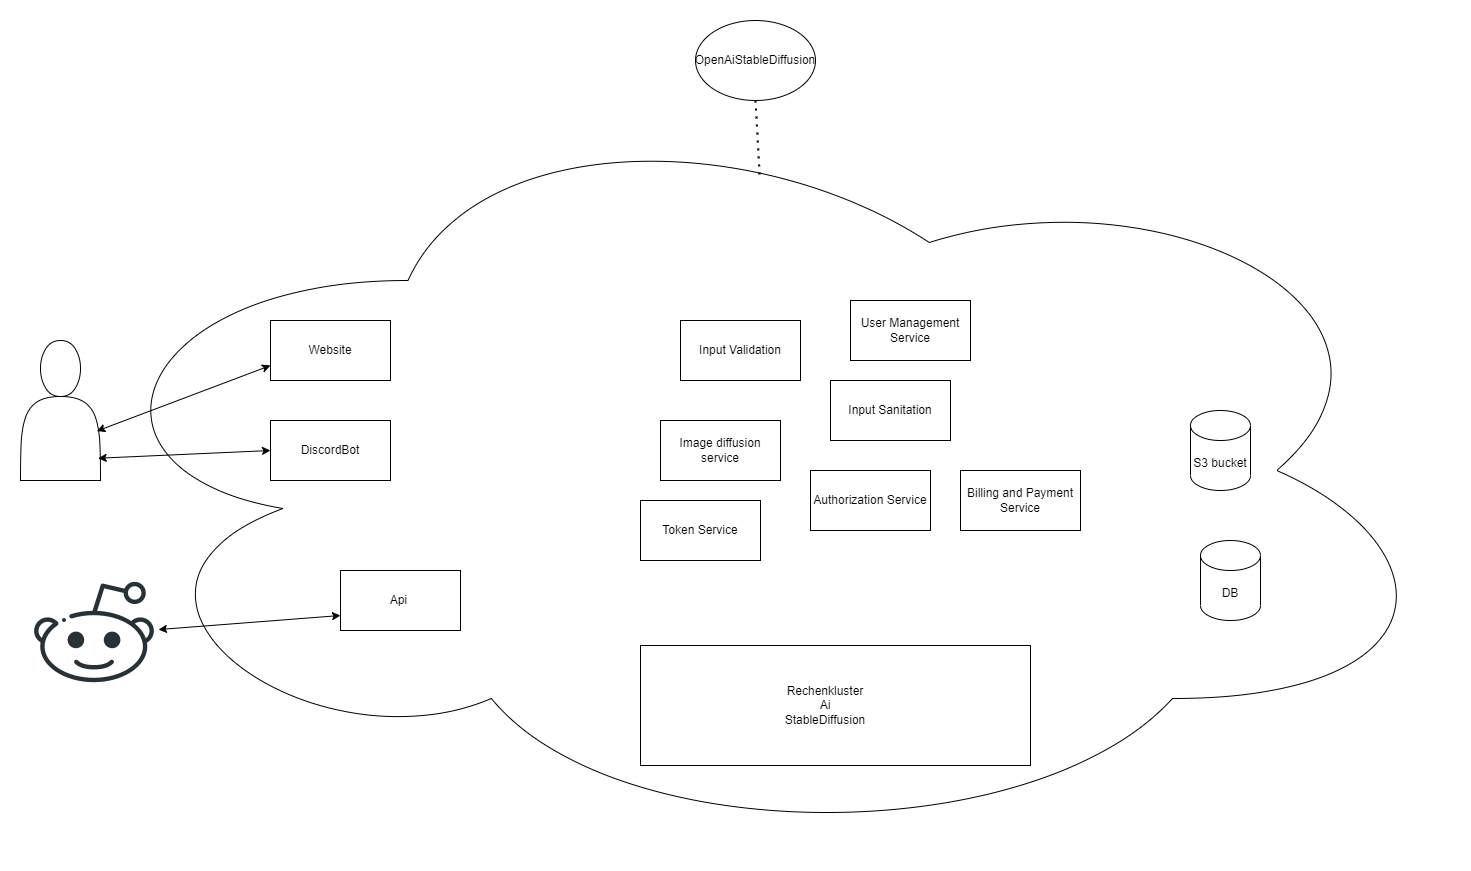 OpenAiStableDiffusion
Website
DiscordBot
Api
Input Validation
User Management
Service
Input Sanitation
Image diffusion
service
Authorization Service
Billing and Payment
Service
Token Service
S3 bucket
DB
Rechenkluster
Ai
StableDiffusion